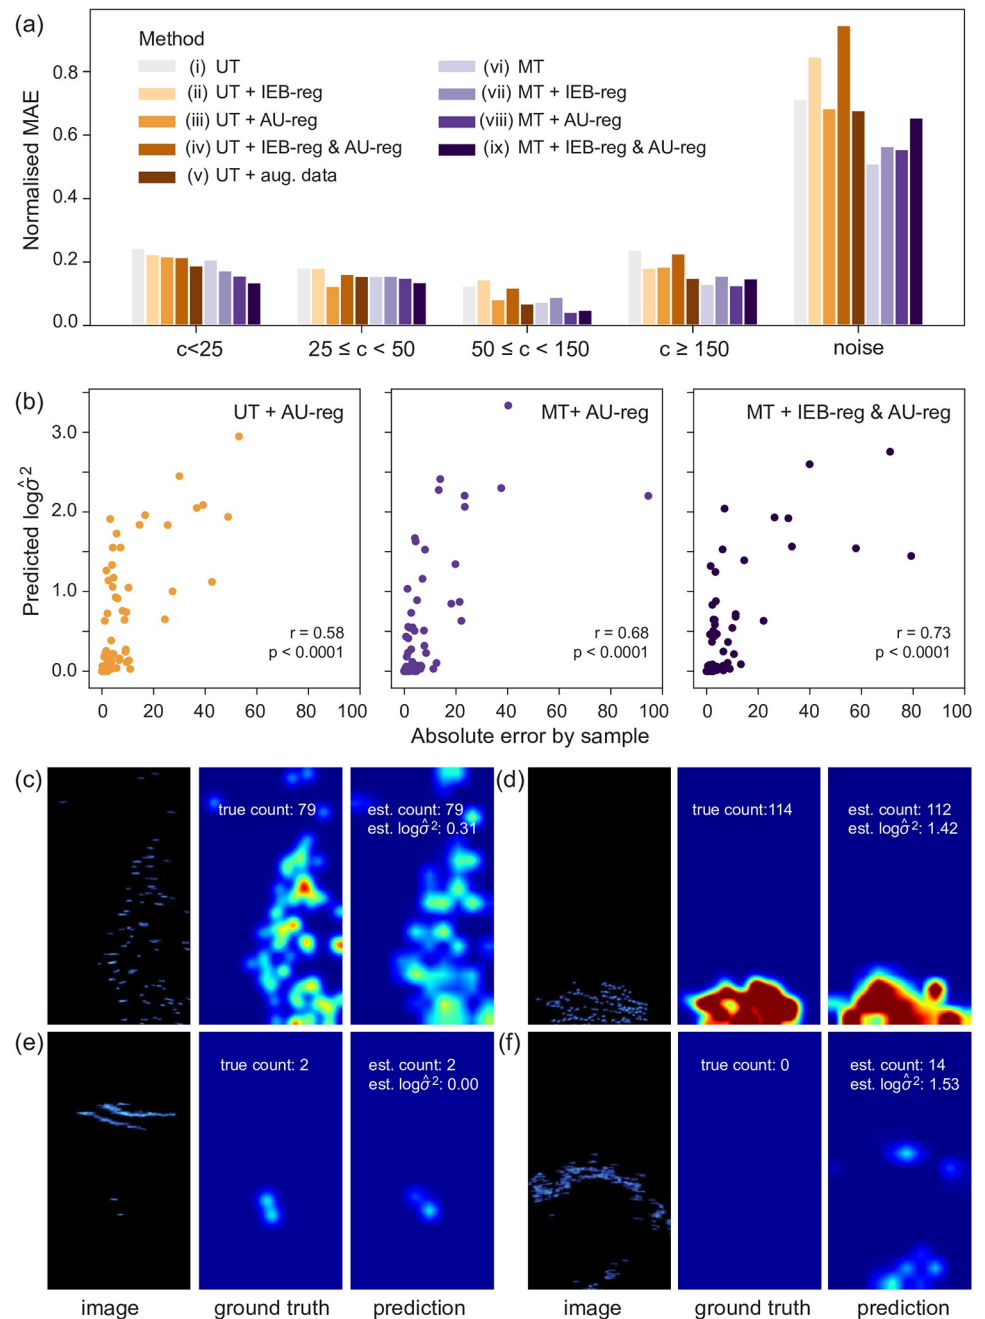 (a)
Normalised MAE
0.8
0.6
0.4
0.2
0.0
Method
(i) UT
(ii) UT + IEB-reg
(iii) UT + AU-reg
(iv) UT + IEB-reg & AU-reg
(v) UT + aug. data
(vi) MT
(vii) MT + IEB-reg
(viii) MT + AU-reg
(ix) MT + IEB-reg & AU-reg
c<25
25 ≤ c < 50
50 ≤ c < 150
c ≥ 150
noise
(b)
Predicted logσ̂²
3.0
2.0
1.0
0.0
UT + AU-reg
r = 0.58
p < 0.0001
0 20 40 60 80 100
MT+ AU-reg
r = 0.68
p < 0.0001
0 20 40 60 80 100
MT + IEB-reg & AU-reg
r = 0.73
p < 0.0001
0 20 40 60 80 100
Absolute error by sample
(c)
true count: 79
est. count: 79
est. logσ̂²: 0.31
(d)
true count:114
est. count: 112
est. logσ̂²: 1.42
(e)
true count: 2
est. count: 2
est. logσ̂²: 0.00
(f)
true count: 0
est. count: 14
est. logσ̂²: 1.53
image
ground truth
prediction
image
ground truth
prediction